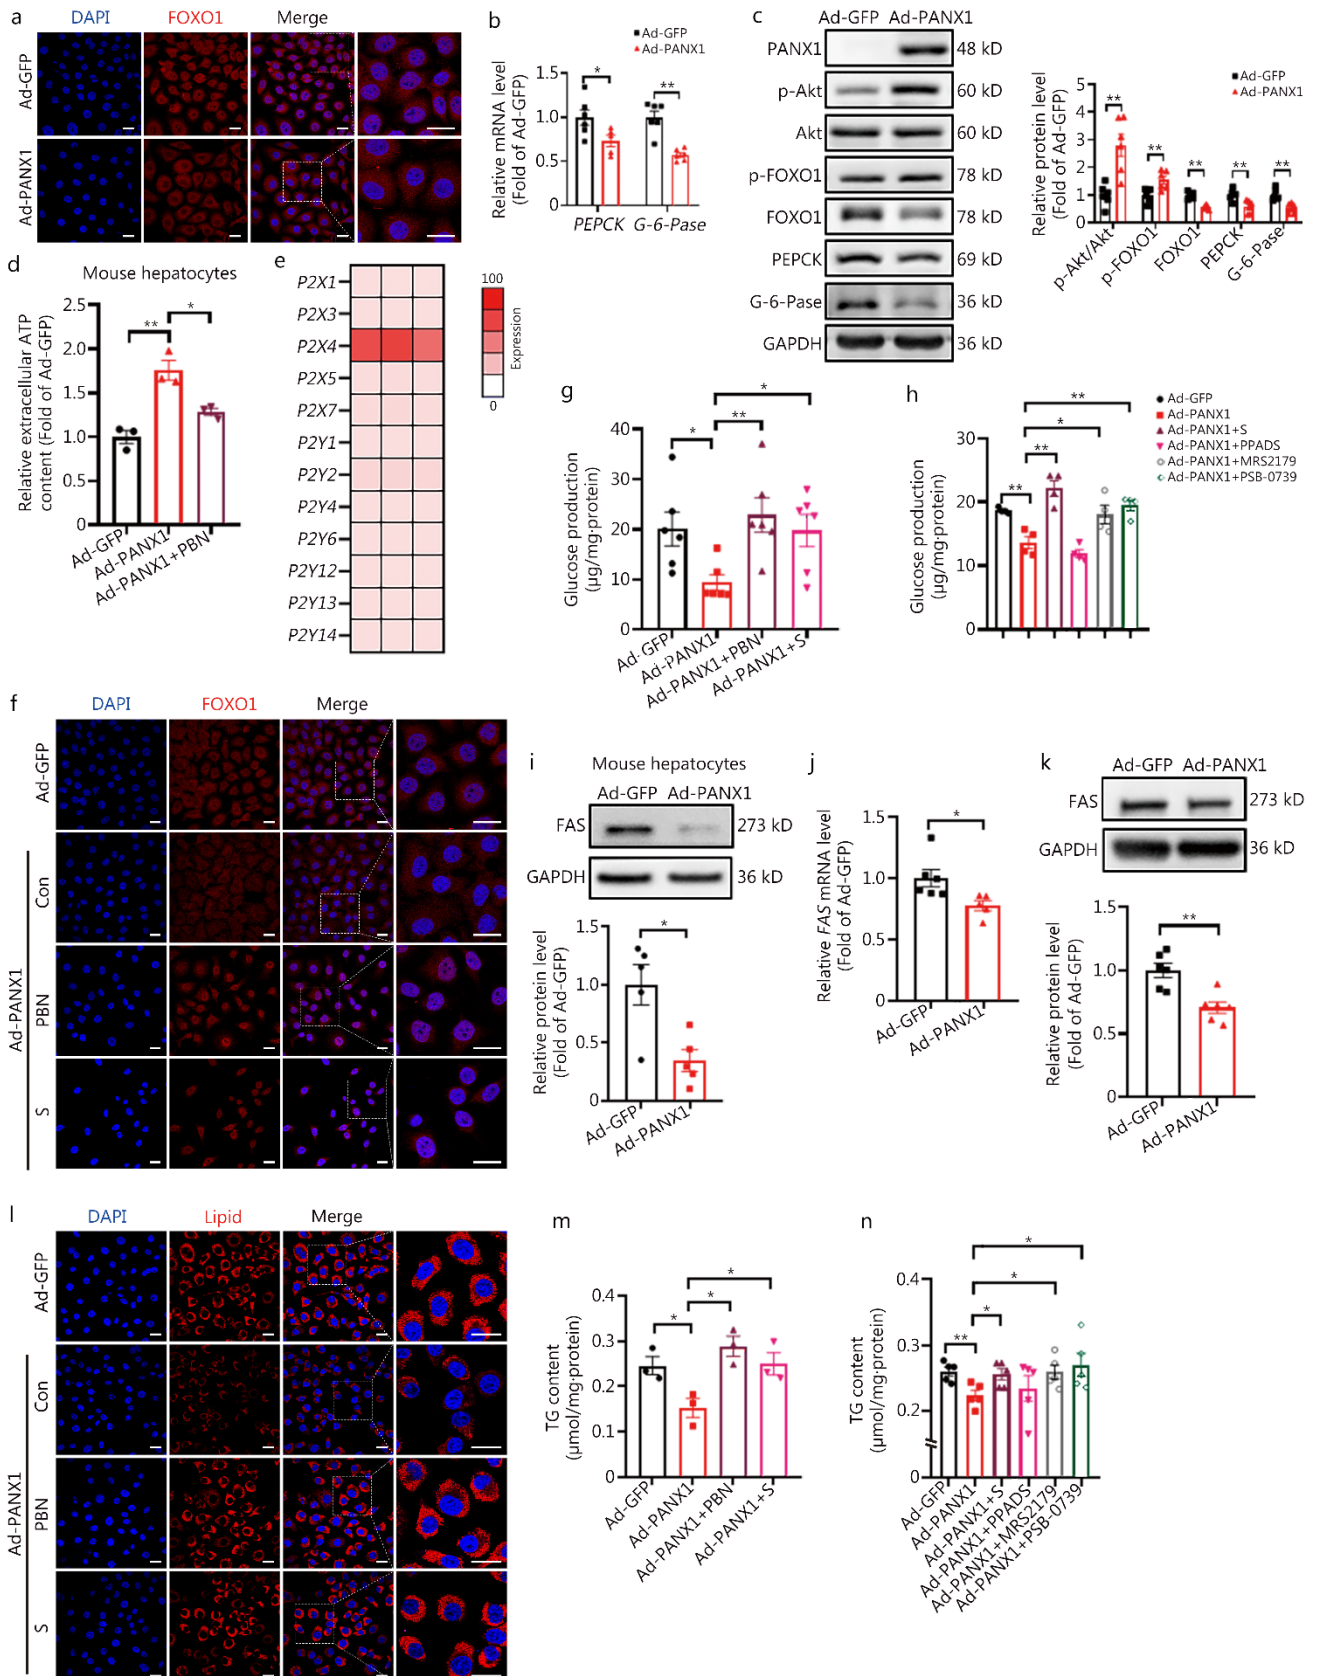 a
DAPI
FOXO1
Merge
Ad-GFP
Ad-PANX1
b
Ad-GFP
Ad-PANX1
Relative mRNA level
(Fold of Ad-GFP)
1.5
1.0
0.5
0
*
**
PEPCK
G-6-Pase
c
Ad-GFP Ad-PANX1
PANX1 48 kD
p-Akt 60 kD
Akt 60 kD
p-FOXO1 78 kD
FOXO1 78 kD
PEPCK 69 kD
G-6-Pase 36 kD
GAPDH 36 kD
Ad-GFP
Ad-PANX1
Relative protein level
(Fold of Ad-GFP)
5
4
3
2
1
0
**
**
**
**
**
p-Akt/Akt
p-FOXO1
FOXO1
PEPCK
G-6-Pase
d
Mouse hepatocytes
Relative extracellular ATP
content (Fold of Ad-GFP)
2.5
2.0
1.5
1.0
0.5
0
**
*
Ad-GFP
Ad-PANX1
Ad-PANX1+PBN
e
P2X1
P2X3
P2X4
P2X5
P2X7
P2Y1
P2Y2
P2Y4
P2Y6
P2Y12
P2Y13
P2Y14
100
Expression
0
g
Glucose production
(µg/mg·protein)
40
30
20
10
0
*
**
*
Ad-GFP
Ad-PANX1
Ad-PANX1+PBN
Ad-PANX1+S
h
Glucose production
(µg/mg·protein)
30
20
10
0
**
**
*
**
Ad-GFP
Ad-PANX1
Ad-PANX1+S
Ad-PANX1+PPADS
Ad-PANX1+MRS2179
Ad-PANX1+PSB-0739
f
DAPI
FOXO1
Merge
Ad-GFP
Ad-PANX1
Con
PBN
S
i
Mouse hepatocytes
Ad-GFP Ad-PANX1
FAS 273 kD
GAPDH 36 kD
Relative protein level
(Fold of Ad-GFP)
1.5
1.0
0.5
0
*
Ad-GFP
Ad-PANX1
j
Relative FAS mRNA level
(Fold of Ad-GFP)
1.5
1.0
0.5
0
*
Ad-GFP
Ad-PANX1
k
Ad-GFP Ad-PANX1
FAS 273 kD
GAPDH 36 kD
Relative protein level
(Fold of Ad-GFP)
1.5
1.0
0.5
0
**
Ad-GFP
Ad-PANX1
l
DAPI
Lipid
Merge
Ad-GFP
Ad-PANX1
Con
PBN
S
m
TG content
(µmol/mg·protein)
0.4
0.3
0.2
0.1
0
*
*
*
Ad-GFP
Ad-PANX1
Ad-PANX1+PBN
Ad-PANX1+S
n
TG content
(µmol/mg·protein)
0.4
0.3
0.2
0
**
*
*
*
Ad-GFP
Ad-PANX1
Ad-PANX1+S
Ad-PANX1+PPADS
Ad-PANX1+MRS2179
Ad-PANX1+PSB-0739